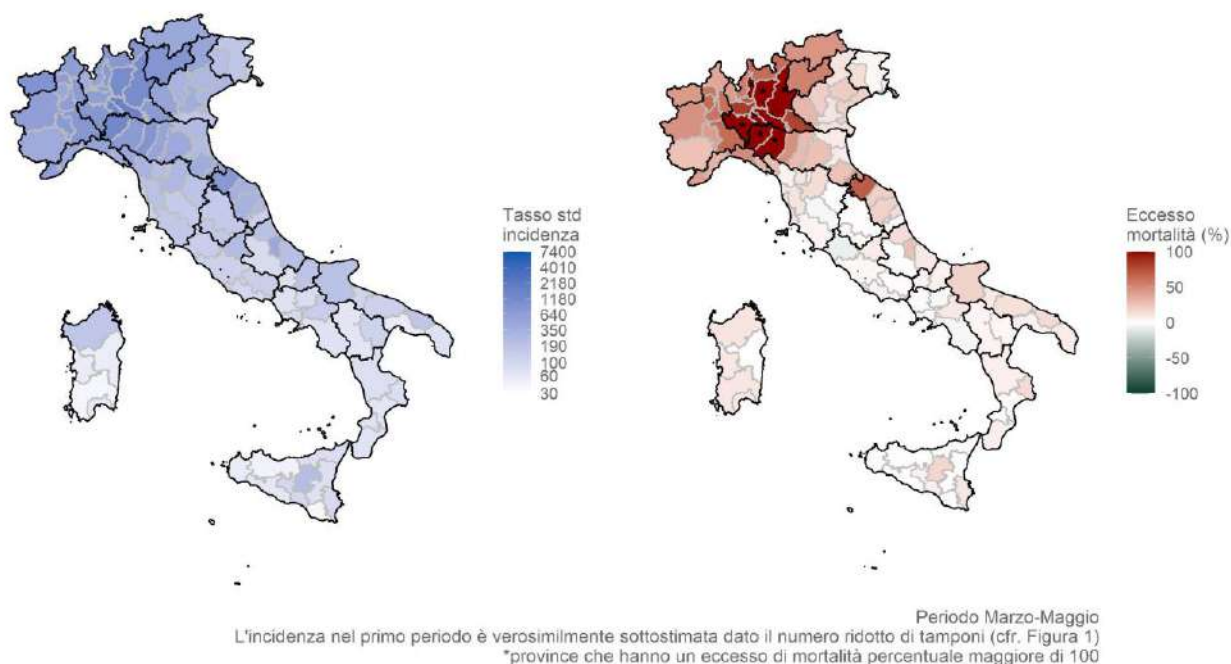 Tasso std
incidenza
7400
4010
2180
1180
640
350
190
100
60
30
Eccesso
mortalità (%)
100
50
0
-50
-100
Periodo Marzo-Maggio
L'incidenza nel primo periodo è verosimilmente sottostimata dato il numero ridotto di tamponi (cfr. Figura 1)
*province che hanno un eccesso di mortalità percentuale maggiore di 100